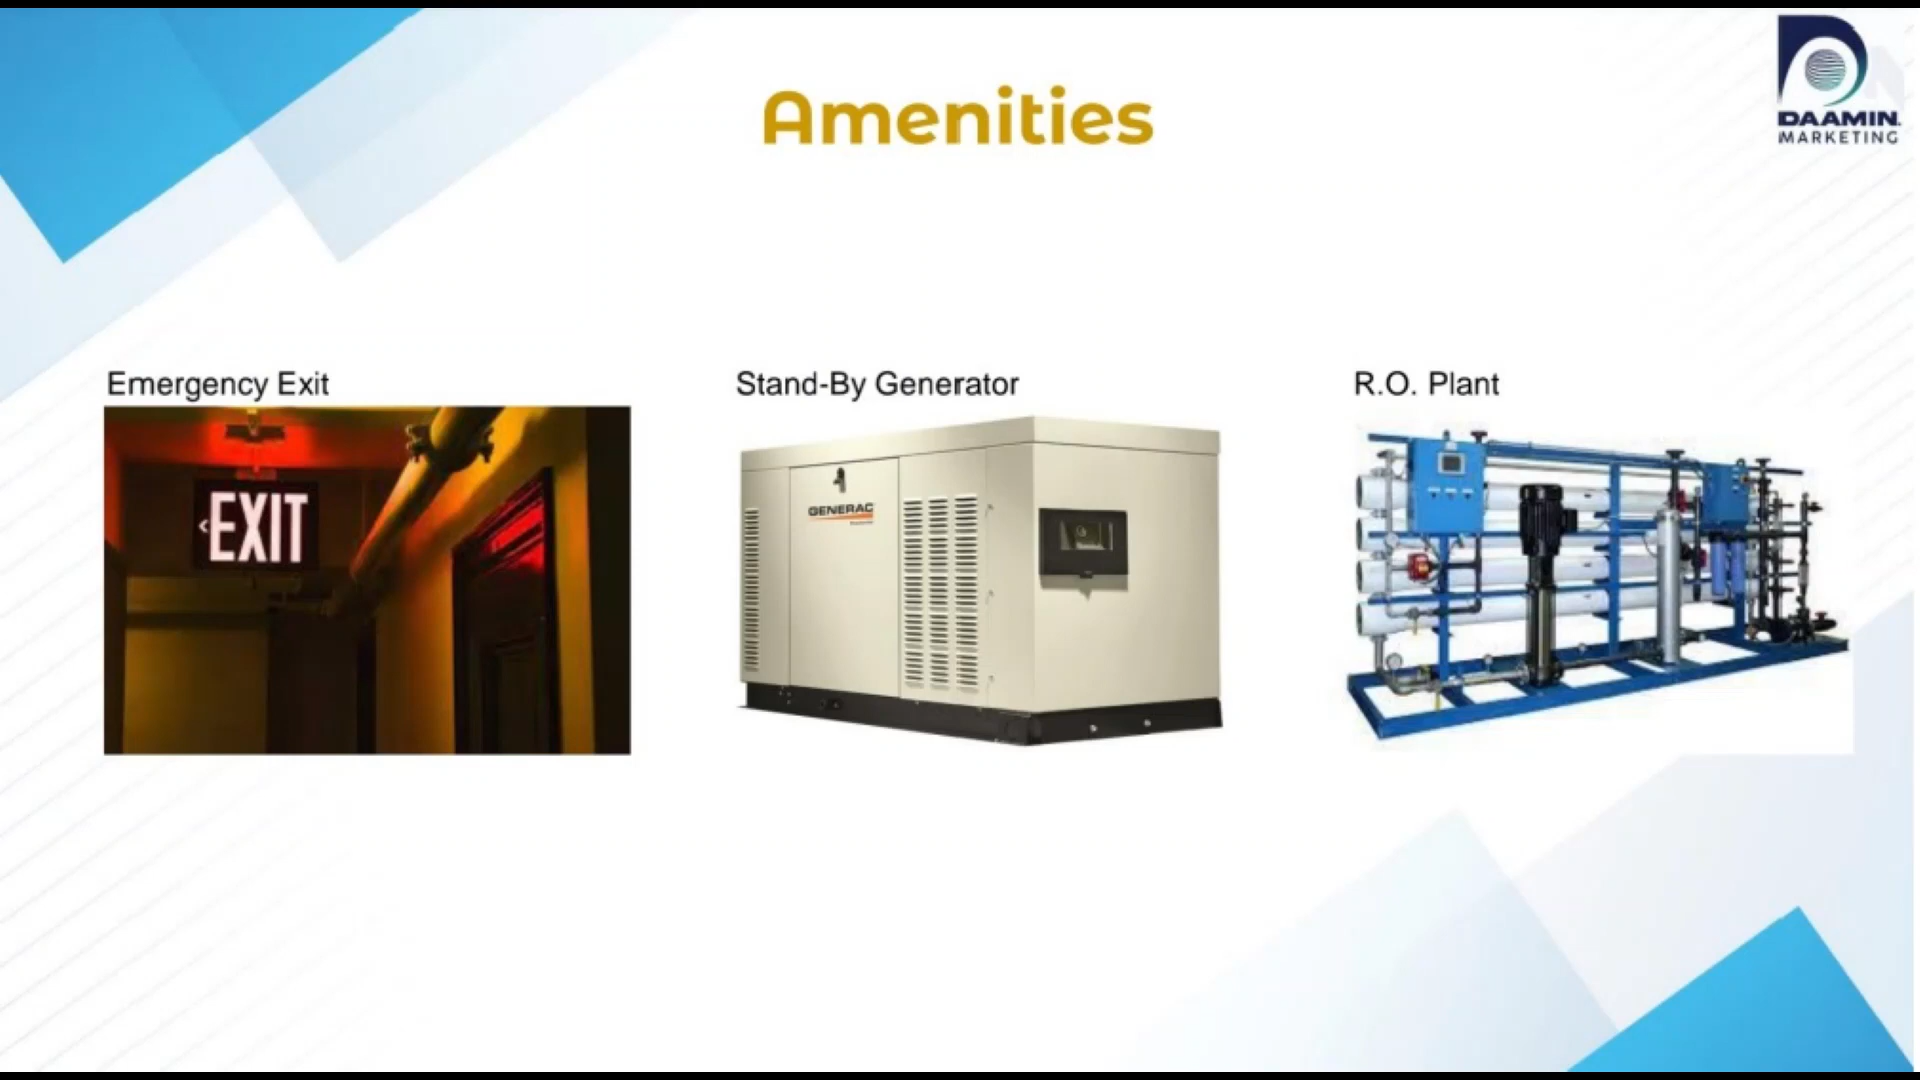 Amenities
DAAMIN.
MARKETING
Emergency Exit
Stand-By Generator
R.O. Plant
<EXIT
GENERAC